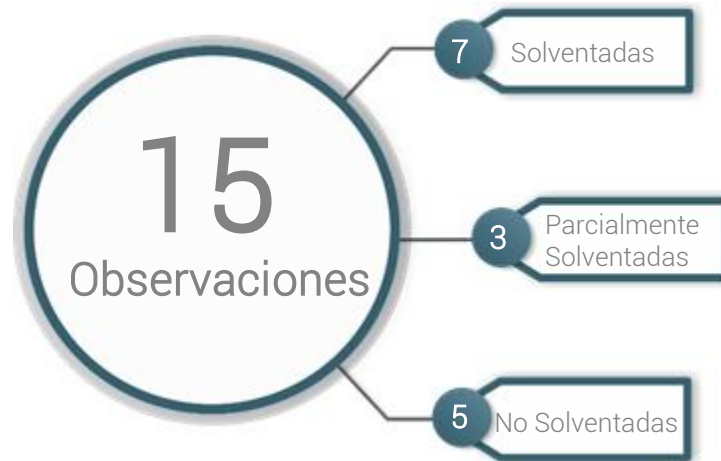 15
Observaciones
7
Solventadas
3
Parcialmente
Solventadas
5
No Solventadas